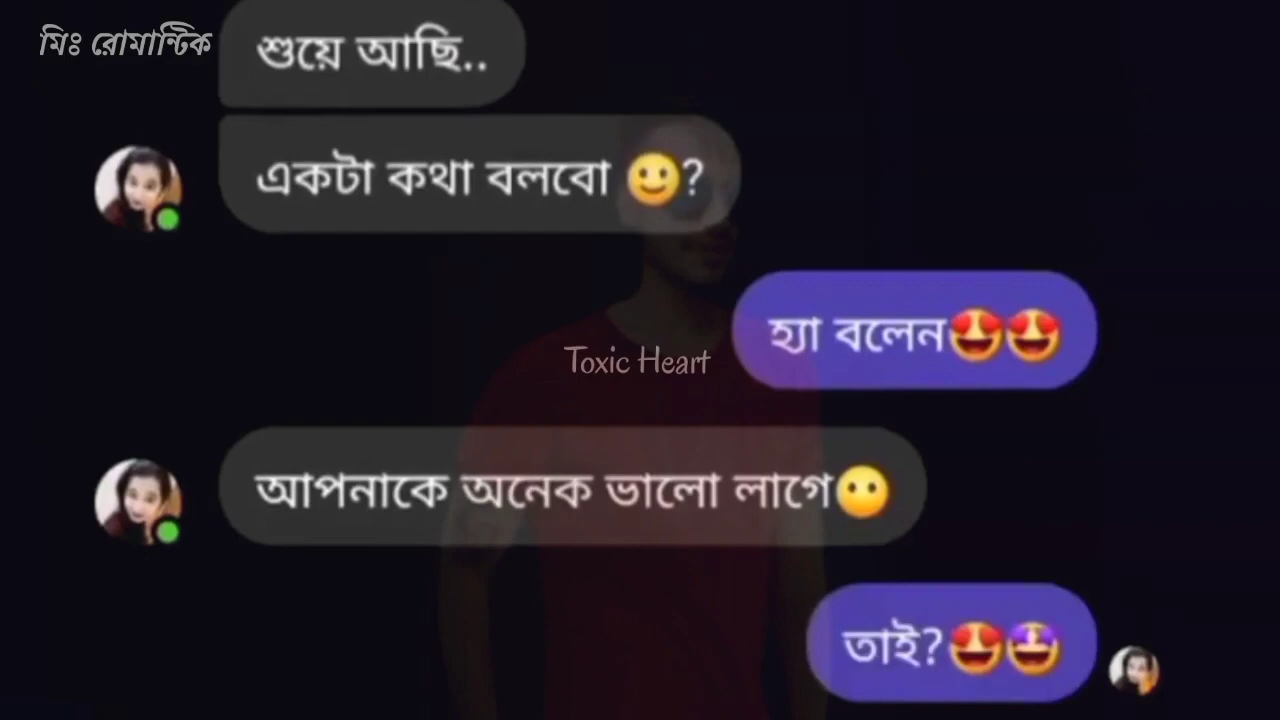 মিঃ রোমান্টিক
শুয়ে আছি..
একটা কথা বলবো 🙂?
হ্যা বলেন😍😍
Toxic Heart
আপনাকে অনেক ভালো লাগে😶
তাই?😍🤩